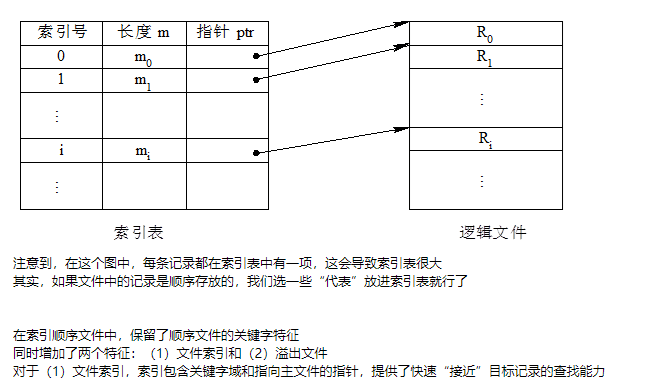 索引号 长度 m 指针 ptr
0 m0
1 m1
⋮
i mi
⋮
R0
R1
⋮
Ri
⋮
索引表 逻辑文件
注意到，在这个图中，每条记录都在索引表中有一项，这会导致索引表很大
其实，如果文件中的记录是顺序存放的，我们选一些“代表”放进索引表就行了
在索引顺序文件中，保留了顺序文件的关键字特征
同时增加了两个特征：（1）文件索引和（2）溢出文件
对于（1）文件索引，索引包含关键字域和指向主文件的指针，提供了快速“接近”目标记录的查找能力